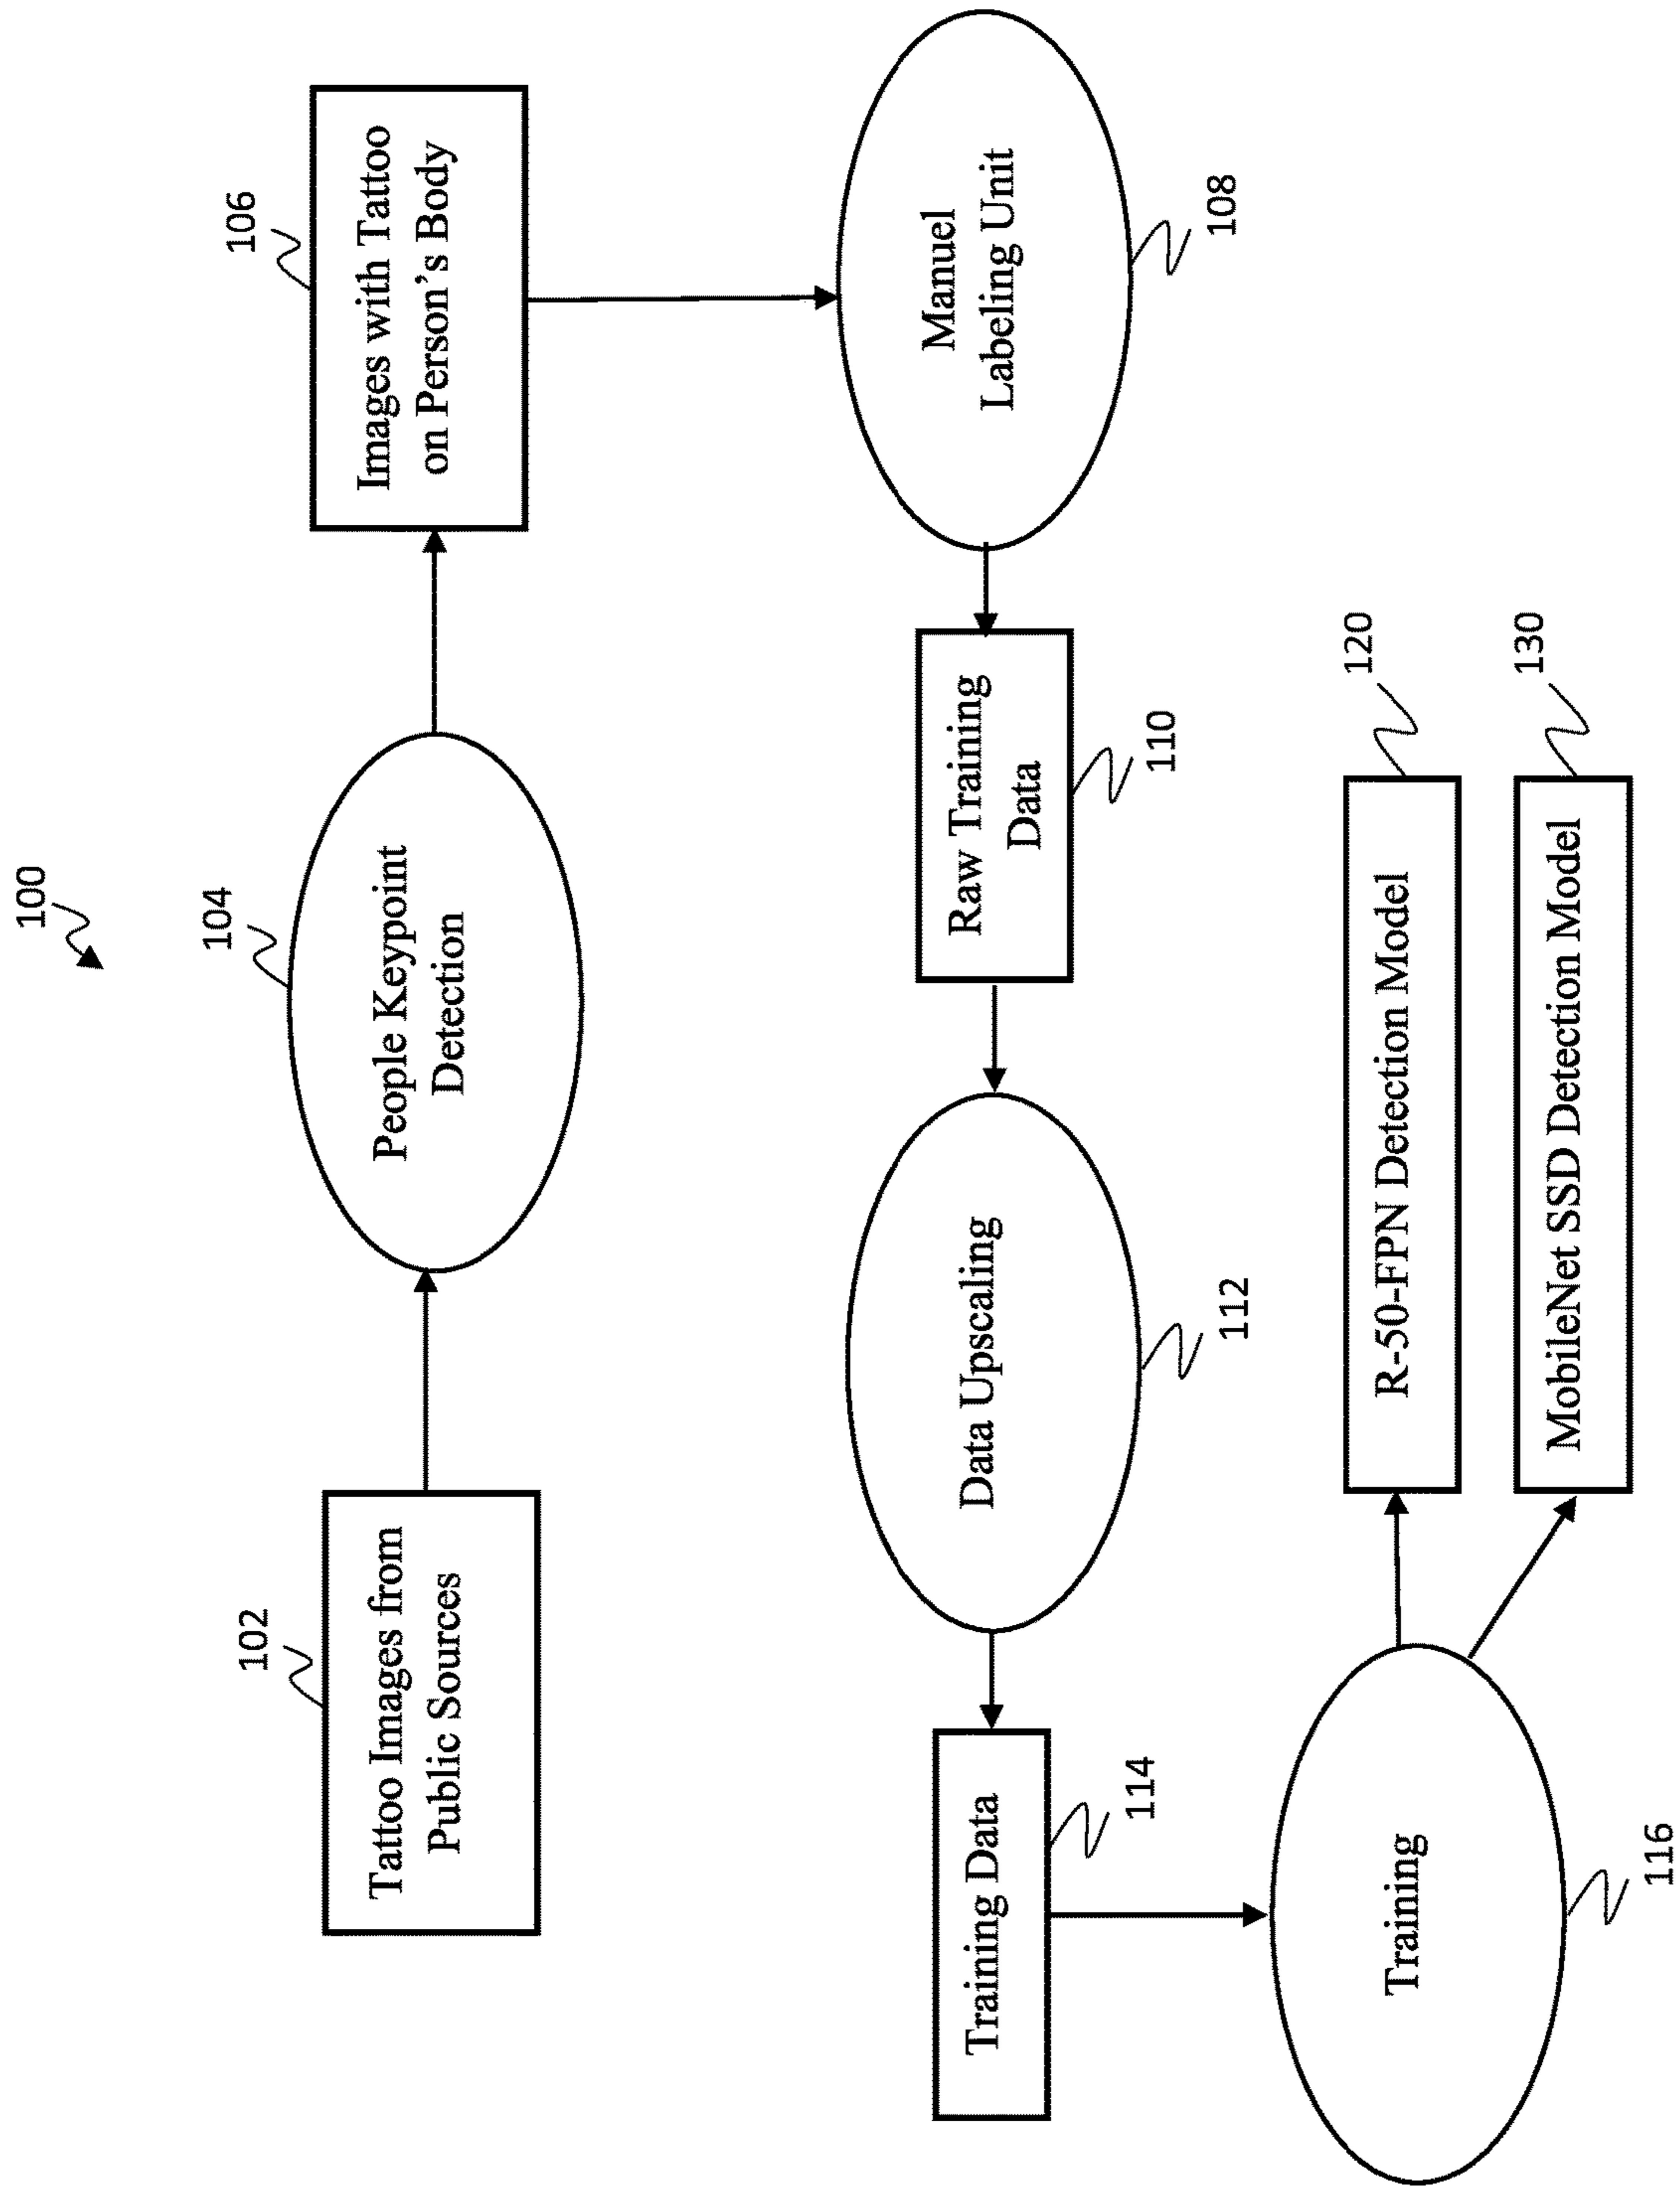 100
102
Tattoo Images from
Public Sources
104
People Keypoint
Detection
106
Images with Tattoo
on Person's Body
Manuel
Labeling Unit
108
Raw Training
Data
110
Data Upscaling
112
Training Data
114
Training
116
R-50-FPN Detection Model
120
MobileNet SSD Detection Model
130